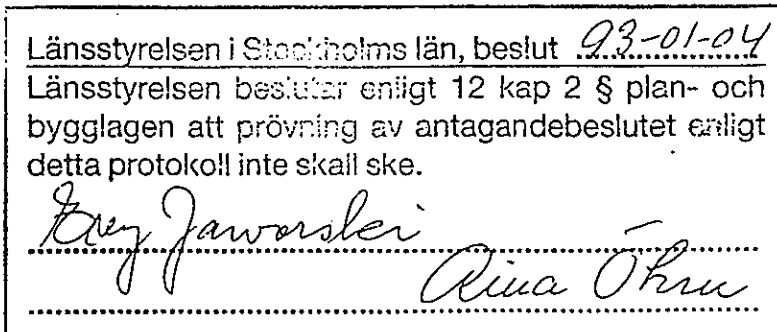 Länsstyrelsen i Stockholms län, beslut 93-01-04
Länsstyrelsen beslutar enligt 12 kap 2 § plan- och
bygglagen att prövning av antagandebeslutet enligt
detta protokoll inte skall ske.
Jaworski